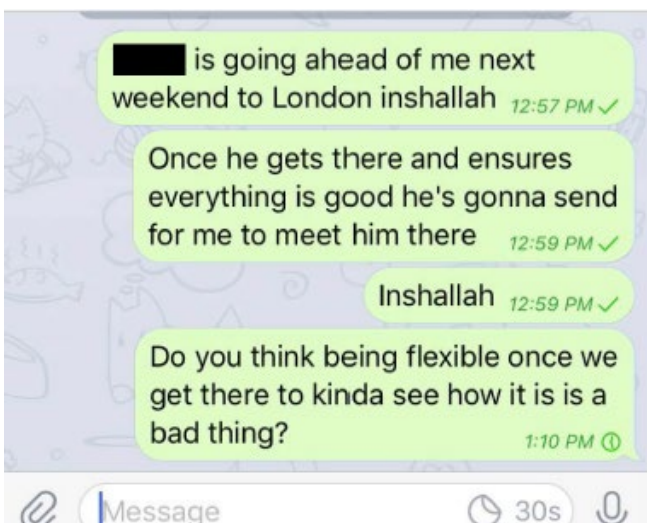 is going ahead of me next
weekend to London inshallah 12:57 PM
Once he gets there and ensures
everything is good he's gonna send
for me to meet him there 12:59 PM
Inshallah 12:59 PM
Do you think being flexible once we
get there to kinda see how it is is a
bad thing? 1:10 PM
Message 30s